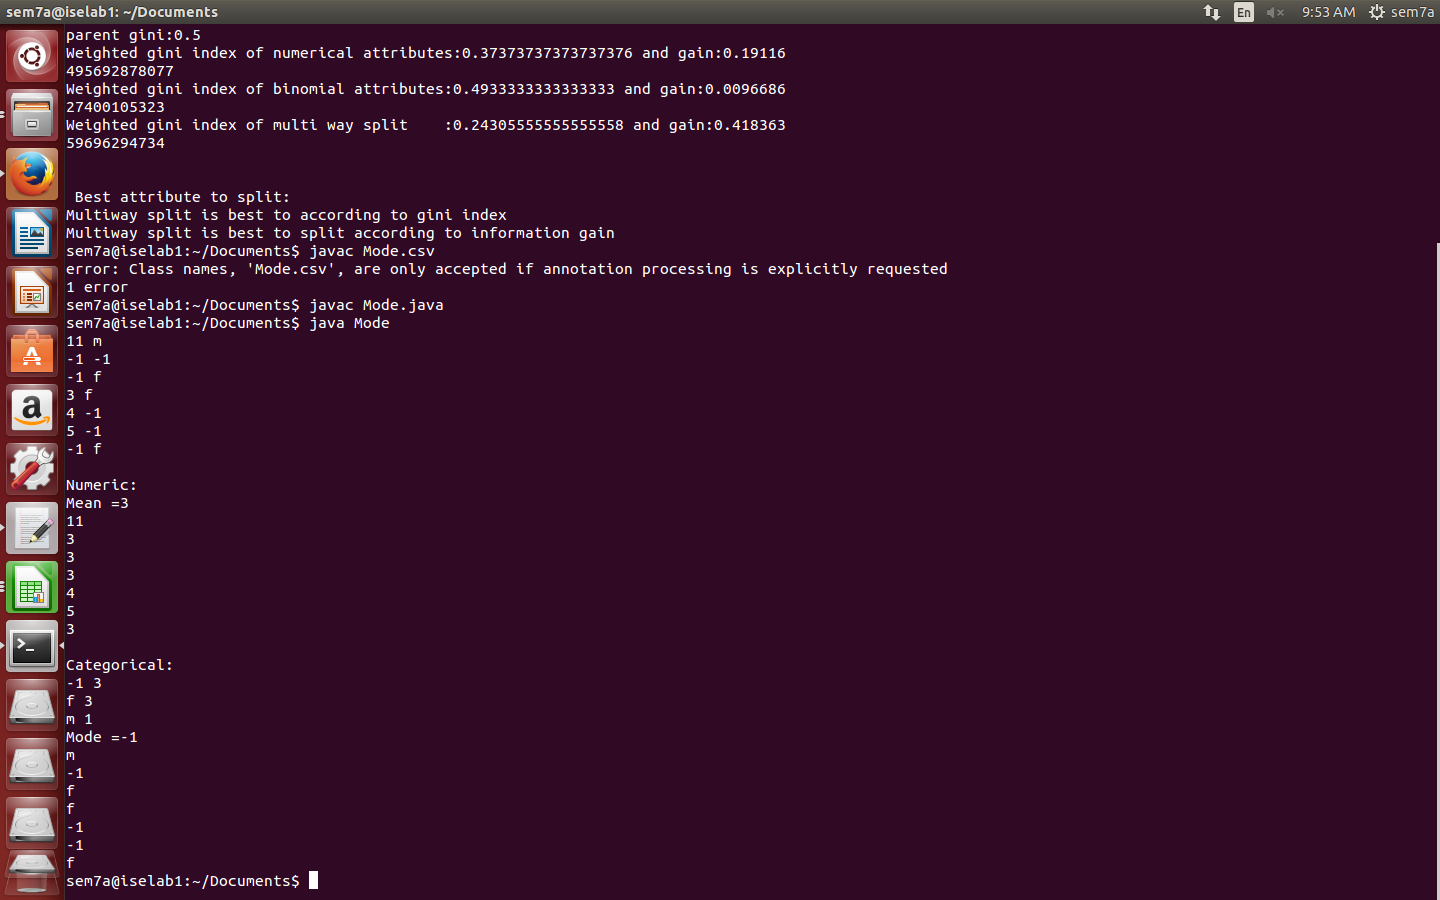 sem7a@iselab1: ~/Documents
En
9:53 AM
sem7a
parent gini:0.5
Weighted gini index of numerical attributes:0.37373737373737376 and gain:0.19116
495692878077
Weighted gini index of binomial attributes:0.4933333333333333 and gain:0.0096686
27400105323
Weighted gini index of multi way split    :0.24305555555555558 and gain:0.418363
59696294734
Best attribute to split:
Multiway split is best to according to gini index
Multiway split is best to split according to information gain
sem7a@iselab1:~/Documents$ javac Mode.csv
error: Class names, 'Mode.csv', are only accepted if annotation processing is explicitly requested
1 error
sem7a@iselab1:~/Documents$ javac Mode.java
sem7a@iselab1:~/Documents$ java Mode
11 m
-1 -1
-1 f
3 f
4 -1
5 -1
-1 f
Numeric:
Mean =3
11
3
3
3
4
5
3
Categorical:
-1 3
f 3
m 1
Mode =-1
m
-1
f
f
-1
-1
f
sem7a@iselab1:~/Documents$